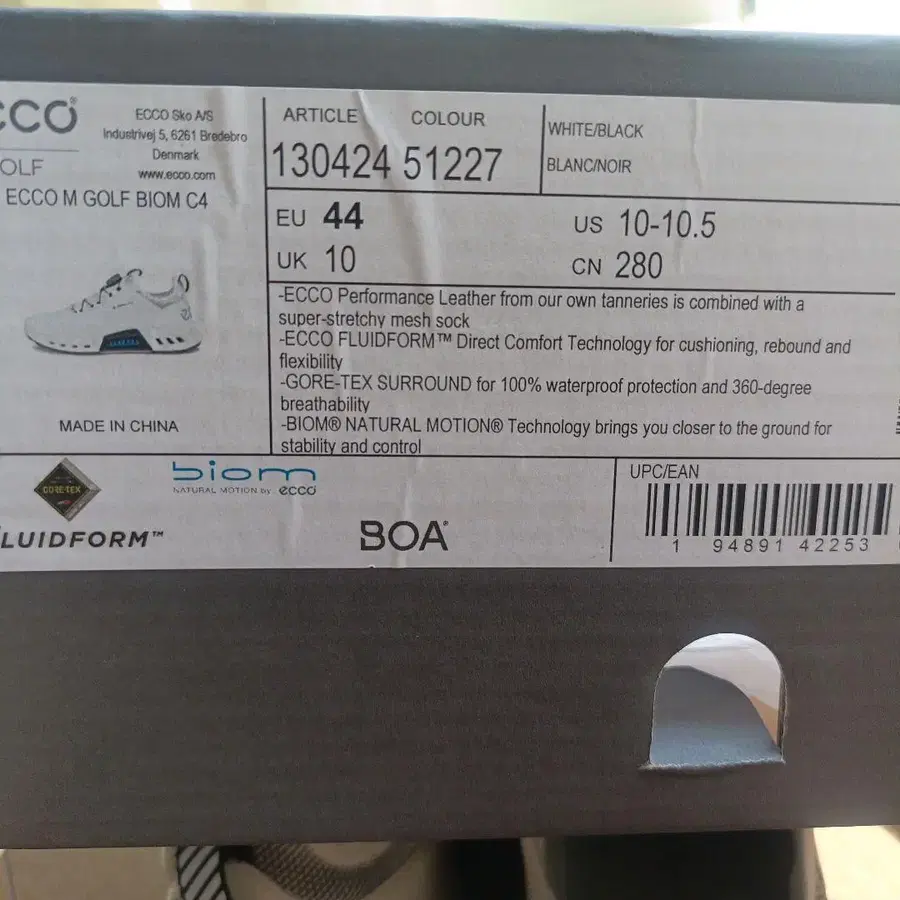 CCO®
OLF
ECCO M GOLF BIOM C4
ECCO Sko A/S
Industrivej 5, 6261 Bredebro
Denmark
www.ecco.com
MADE IN CHINA
ARTICLE COLOUR
130424 51227
WHITE/BLACK
BLANC/NOIR
EU 44 US 10-10.5
UK 10 CN 280
-ECCO Performance Leather from our own tanneries is combined with a
super-stretchy mesh sock
-ECCO FLUIDFORM™ Direct Comfort Technology for cushioning, rebound and
flexibility
-GORE-TEX SURROUND for 100% waterproof protection and 360-degree
breathability
-BIOM® NATURAL MOTION® Technology brings you closer to the ground for
stability and control
GORE-TEX
biom
NATURAL MOTION by ecco
LUIDFORM™
BOA®
UPC/EAN
1 94891 42253